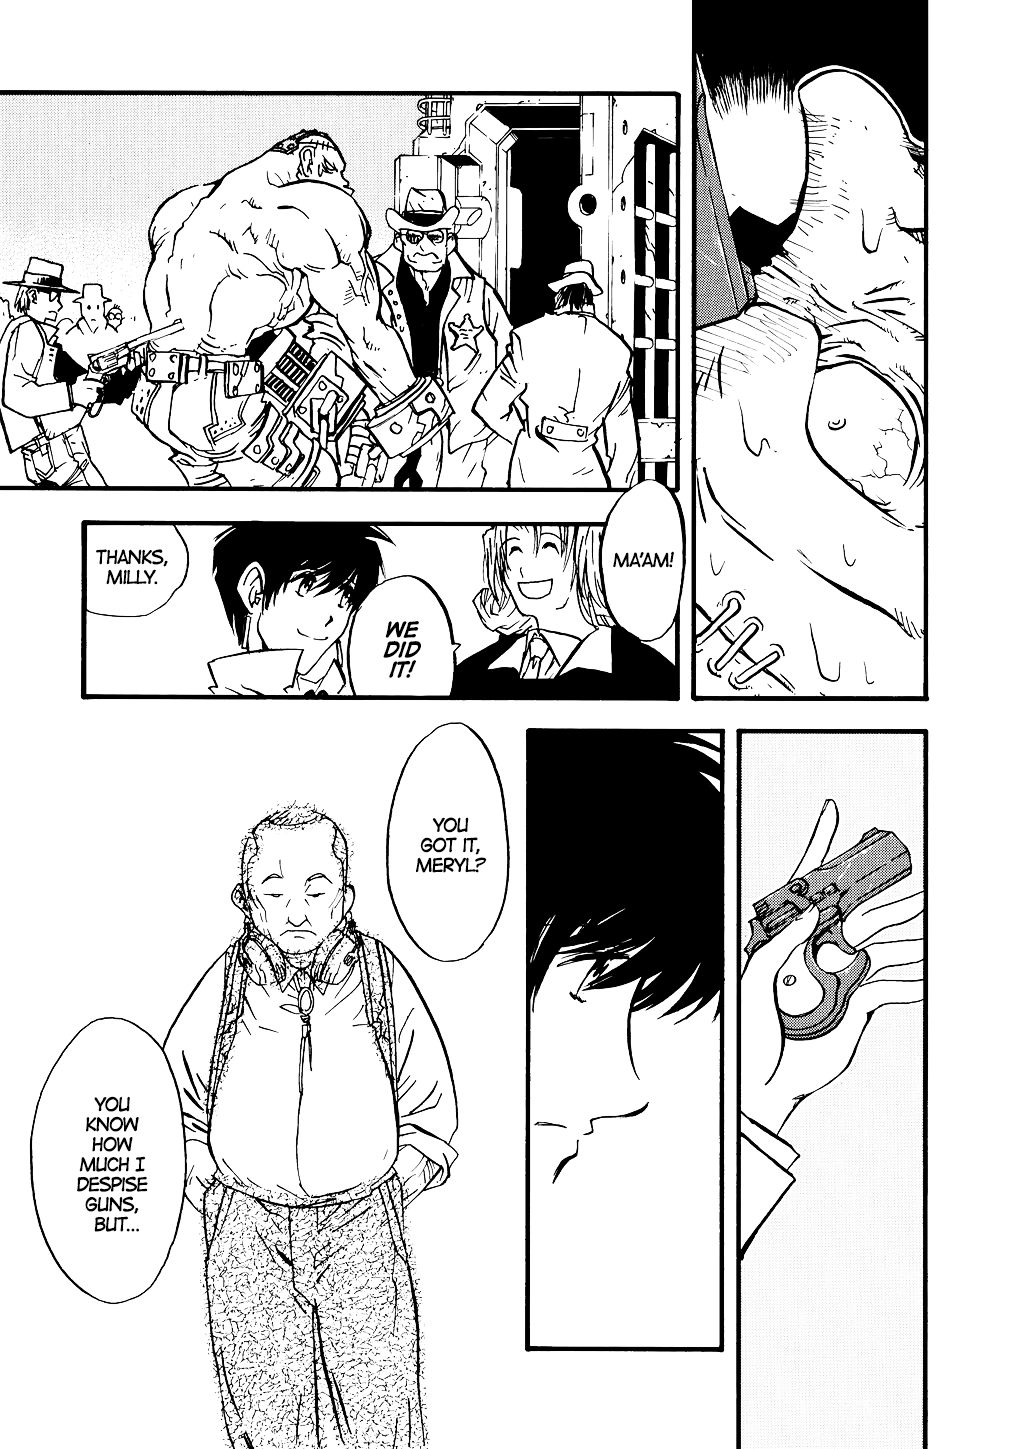 MA'AM!
WE
DID
IT!
THANKS,
MILLY.
YOU
GOT IT,
MERYL?
YOU
KNOW
HOW
MUCH I
DESPISE
GUNS,
BUT...